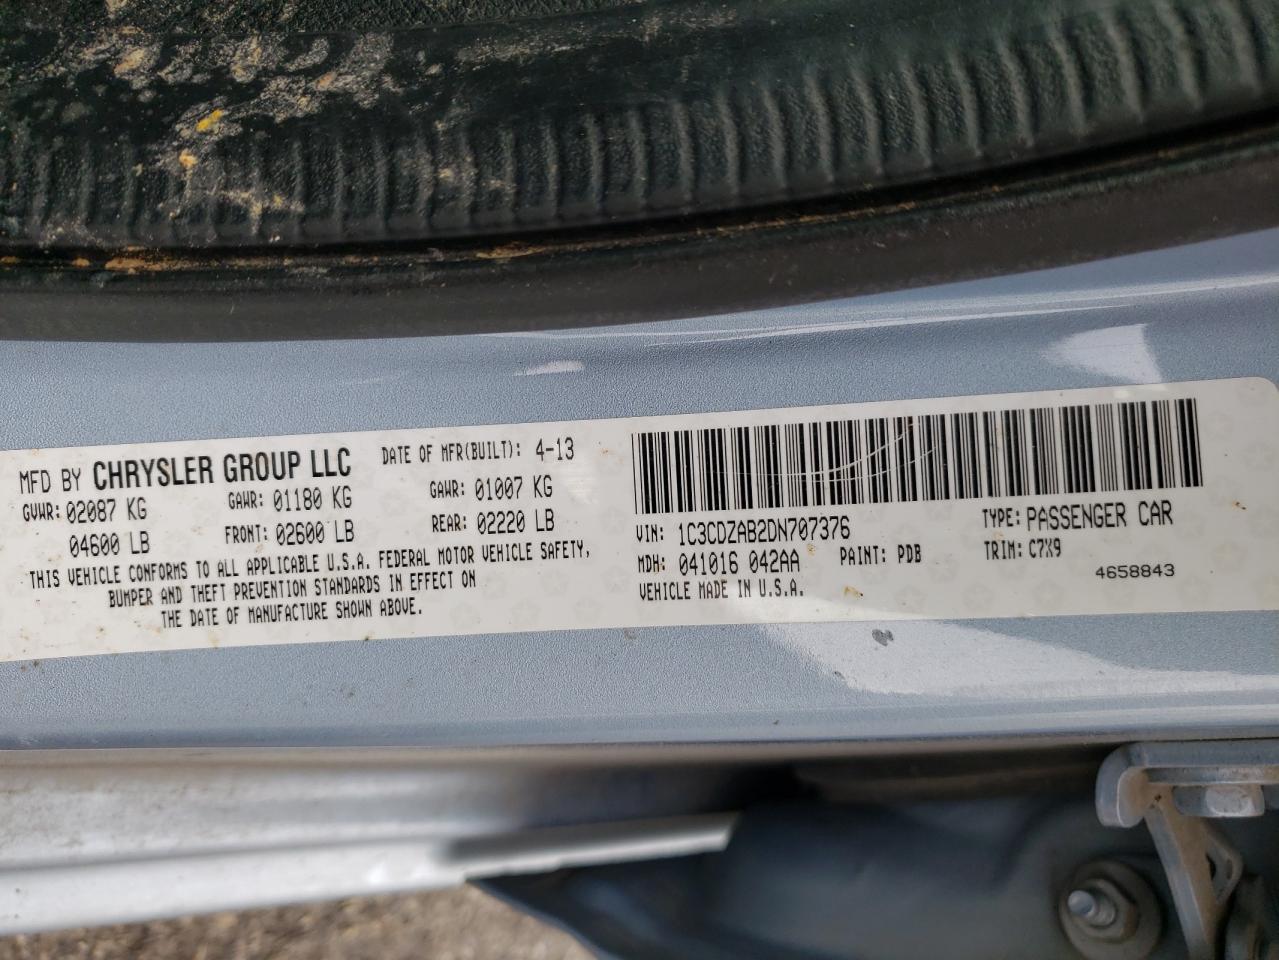 MFD BY CHRYSLER GROUP LLC DATE OF MFR(BUILT): 4-13
GVWR: 02087 KG GAWR: 01180 KG GAWR: 01007 KG
04600 LB FRONT: 02600 LB REAR: 02220 LB
THIS VEHICLE CONFORMS TO ALL APPLICABLE U.S.A. FEDERAL MOTOR VEHICLE SAFETY,
BUMPER AND THEFT PREVENTION STANDARDS IN EFFECT ON
THE DATE OF MANUFACTURE SHOWN ABOVE.
VIN: 1C3CDZAB2DN707376 TYPE: PASSENGER CAR
MDH: 041016 042AA PAINT: PDB TRIM: C7X9
VEHICLE MADE IN U.S.A. 4658843